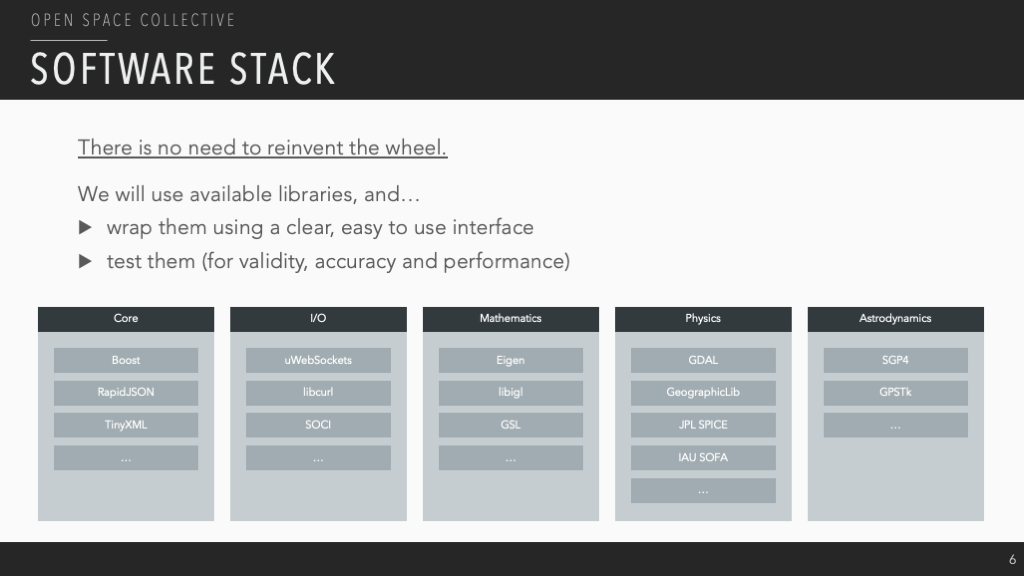 OPEN SPACE COLLECTIVE
SOFTWARE STACK
There is no need to reinvent the wheel.
We will use available libraries, and…
▶ wrap them using a clear, easy to use interface
▶ test them (for validity, accuracy and performance)
Core
Boost
RapidJSON
TinyXML
…
I/O
uWebSockets
libcurl
SOCI
…
Mathematics
Eigen
libigl
GSL
…
Physics
GDAL
GeographicLib
JPL SPICE
IAU SOFA
…
Astrodynamics
SGP4
GPSTk
…
6